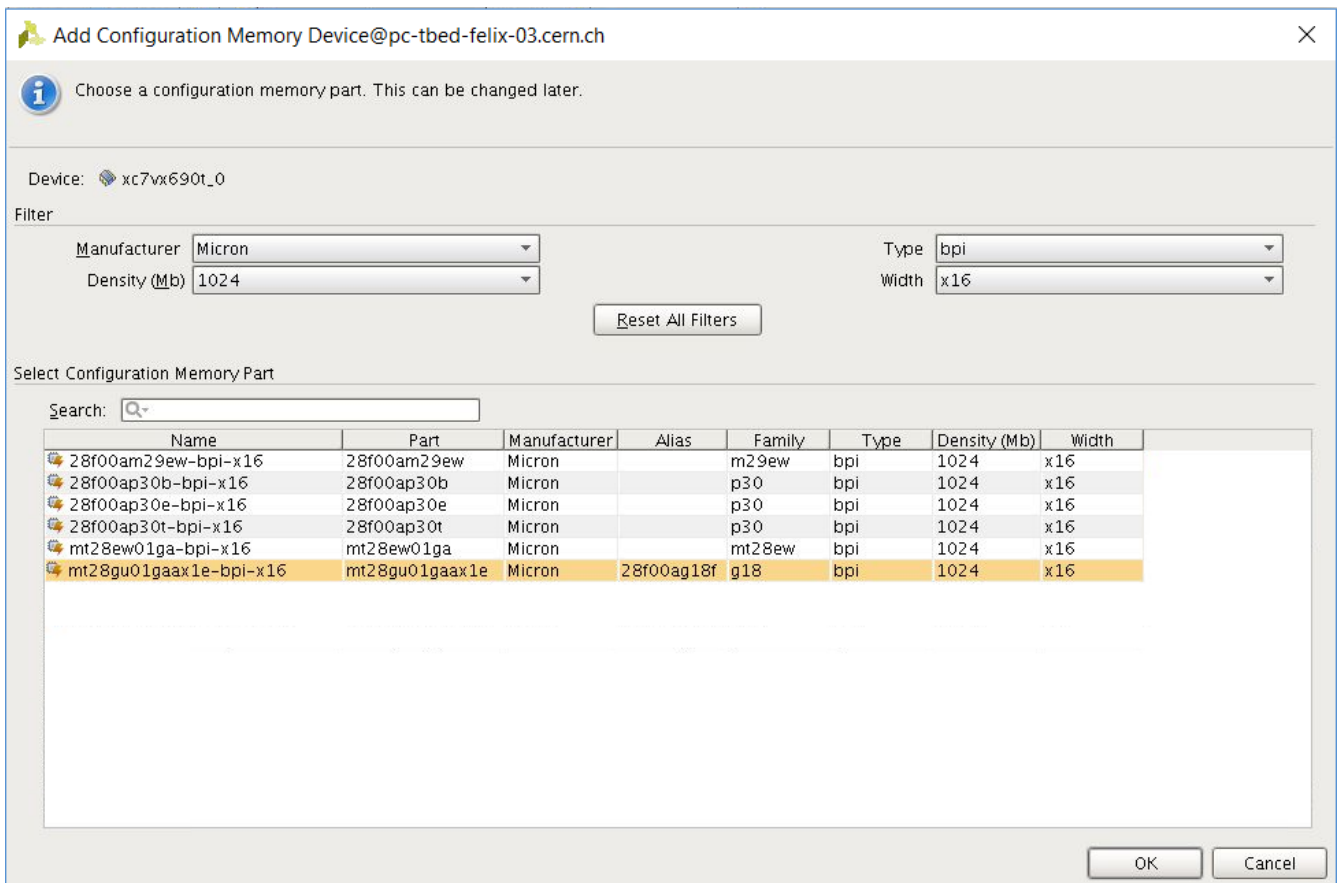 Add Configuration Memory Device@pc-tbed-felix-03.cern.ch
Choose a configuration memory part. This can be changed later.
Device: xc7vx690t_0
Filter
Manufacturer Micron Type bpi
Density (Mb) 1024 Width x16
Reset All Filters
Select Configuration Memory Part
Search:
Name Part Manufacturer Alias Family Type Density (Mb) Width
28f00am29ew-bpi-x16 28f00am29ew Micron m29ew bpi 1024 x16
28f00ap30b-bpi-x16 28f00ap30b Micron p30 bpi 1024 x16
28f00ap30e-bpi-x16 28f00ap30e Micron p30 bpi 1024 x16
28f00ap30t-bpi-x16 28f00ap30t Micron p30 bpi 1024 x16
mt28ew01ga-bpi-x16 mt28ew01ga Micron mt28ew bpi 1024 x16
mt28gu01gaax1e-bpi-x16 mt28gu01gaax1e Micron 28f00ag18f g18 bpi 1024 x16
OK Cancel